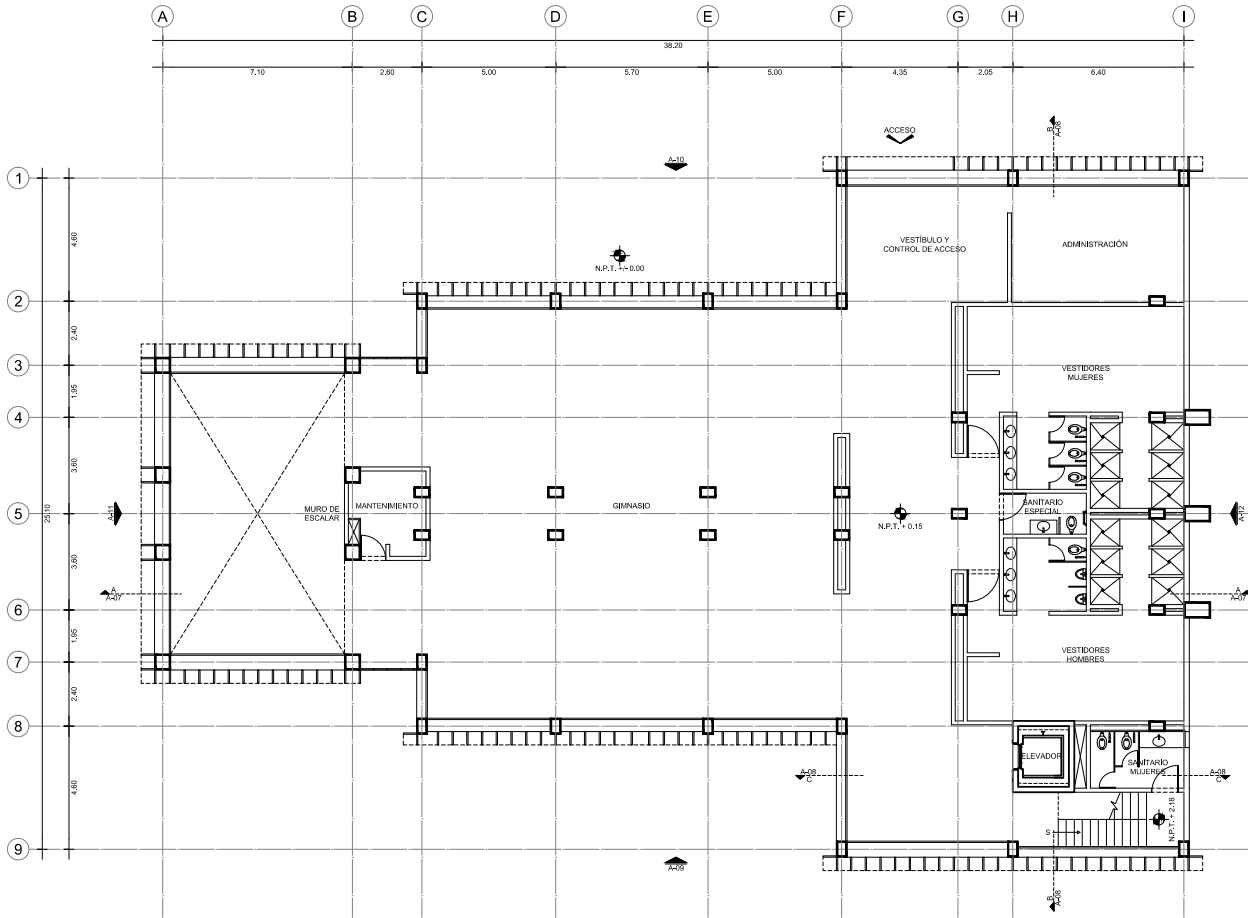 A B C D E F G H I
38.20
7.10 2.60 5.00 5.70 5.00 4.35 2.05 6.40
ACCESO
B
A-08
A-10
1
4.60
VESTÍBULO Y
CONTROL DE ACCESO
ADMINISTRACIÓN
N.P.T. +/- 0.00
2
2.40
3
VESTIDORES
MUJERES
1.95
4
3.60
25.10
MURO DE
ESCALAR
MANTENIMIENTO
GIMNASIO
SANITARIO
ESPECIAL
5
A-11
N.P.T. + 0.15
A-12
3.60
A
A-07
A
A-07
6
1.95
7
VESTIDORES
HOMBRES
2.40
8
ELEVADOR
SANITARIO
MUJERES
A-08
C
A-08
C
4.60
S
N.P.T. + 2.18
9
A-09
B
A-08